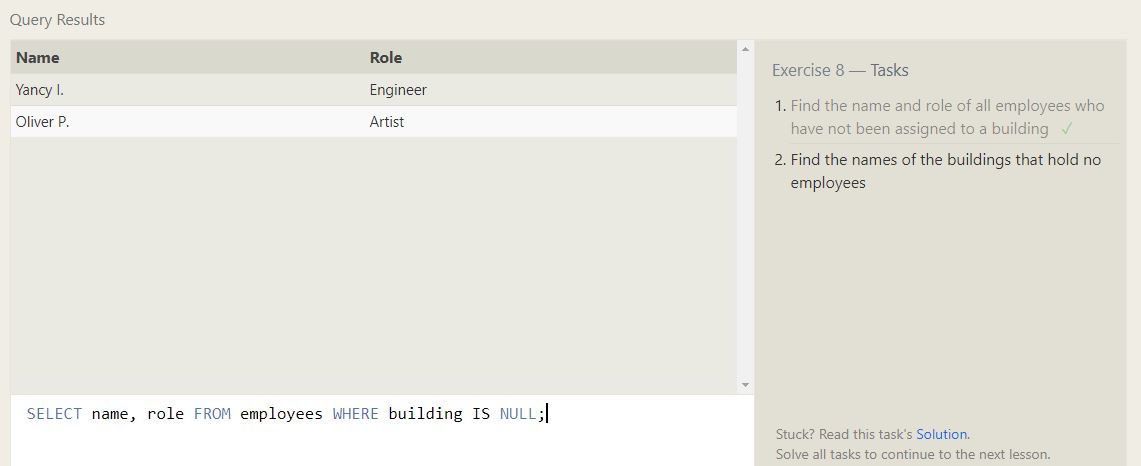 Query Results
Name Role
Yancy I. Engineer
Oliver P. Artist
SELECT name, role FROM employees WHERE building IS NULL;
Exercise 8 — Tasks
1. Find the name and role of all employees who
have not been assigned to a building ✓
2. Find the names of the buildings that hold no
employees
Stuck? Read this task's Solution.
Solve all tasks to continue to the next lesson.